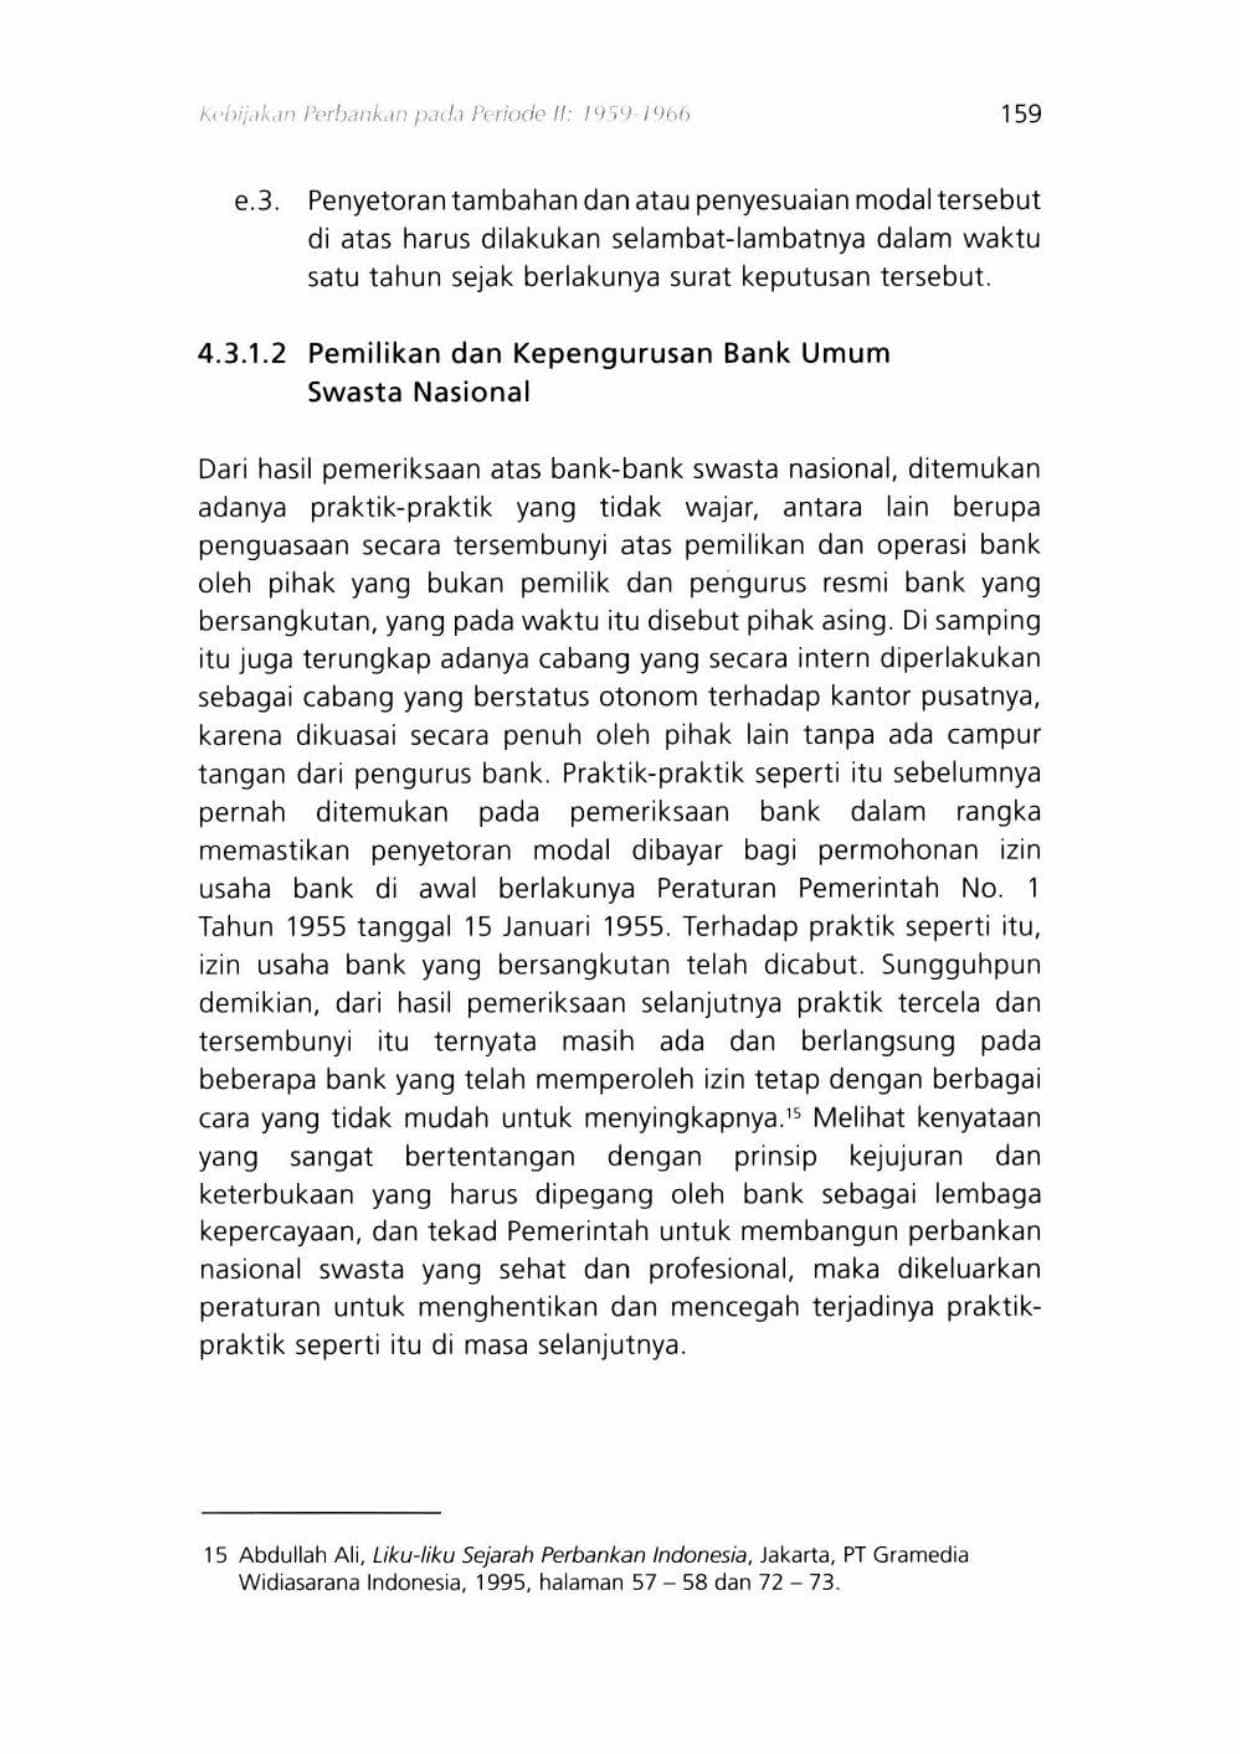 Kebijakan Perbankan pada Periode II: 1959-1966 159
e.3. Penyetoran tambahan dan atau penyesuaian modal tersebut
di atas harus dilakukan selambat-lambatnya dalam waktu
satu tahun sejak berlakunya surat keputusan tersebut.
4.3.1.2 Pemilikan dan Kepengurusan Bank Umum
Swasta Nasional
Dari hasil pemeriksaan atas bank-bank swasta nasional, ditemukan
adanya praktik-praktik yang tidak wajar, antara lain berupa
penguasaan secara tersembunyi atas pemilikan dan operasi bank
oleh pihak yang bukan pemilik dan pengurus resmi bank yang
bersangkutan, yang pada waktu itu disebut pihak asing. Di samping
itu juga terungkap adanya cabang yang secara intern diperlakukan
sebagai cabang yang berstatus otonom terhadap kantor pusatnya,
karena dikuasai secara penuh oleh pihak lain tanpa ada campur
tangan dari pengurus bank. Praktik-praktik seperti itu sebelumnya
pernah ditemukan pada pemeriksaan bank dalam rangka
memastikan penyetoran modal dibayar bagi permohonan izin
usaha bank di awal berlakunya Peraturan Pemerintah No. 1
Tahun 1955 tanggal 15 Januari 1955. Terhadap praktik seperti itu,
izin usaha bank yang bersangkutan telah dicabut. Sungguhpun
demikian, dari hasil pemeriksaan selanjutnya praktik tercela dan
tersembunyi itu ternyata masih ada dan berlangsung pada
beberapa bank yang telah memperoleh izin tetap dengan berbagai
cara yang tidak mudah untuk menyingkapnya.15 Melihat kenyataan
yang sangat bertentangan dengan prinsip kejujuran dan
keterbukaan yang harus dipegang oleh bank sebagai lembaga
kepercayaan, dan tekad Pemerintah untuk membangun perbankan
nasional swasta yang sehat dan profesional, maka dikeluarkan
peraturan untuk menghentikan dan mencegah terjadinya praktik-
praktik seperti itu di masa selanjutnya.
15 Abdullah Ali, Liku-liku Sejarah Perbankan Indonesia, Jakarta, PT Gramedia
Widiasarana Indonesia, 1995, halaman 57 – 58 dan 72 – 73.